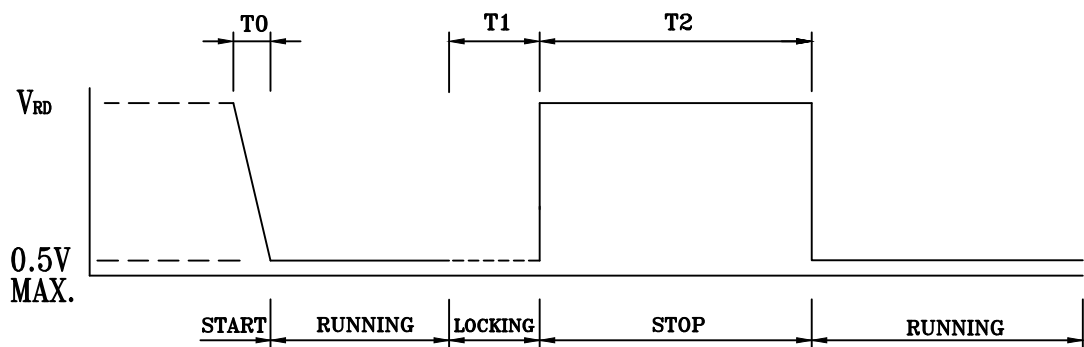 T0 T1 T2
VRD
0.5V
MAX.
START RUNNING LOCKING STOP RUNNING